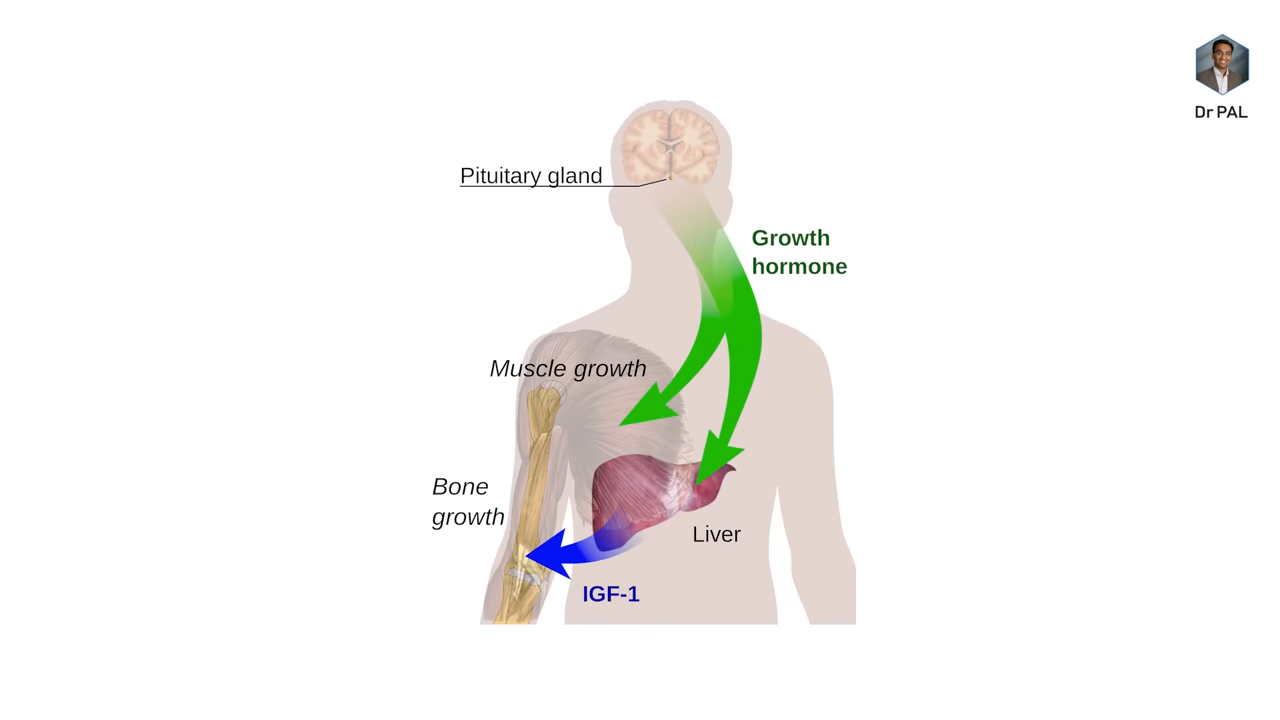 Dr PAL
Pituitary gland
Growth
hormone
Muscle growth
Bone
growth
Liver
IGF-1